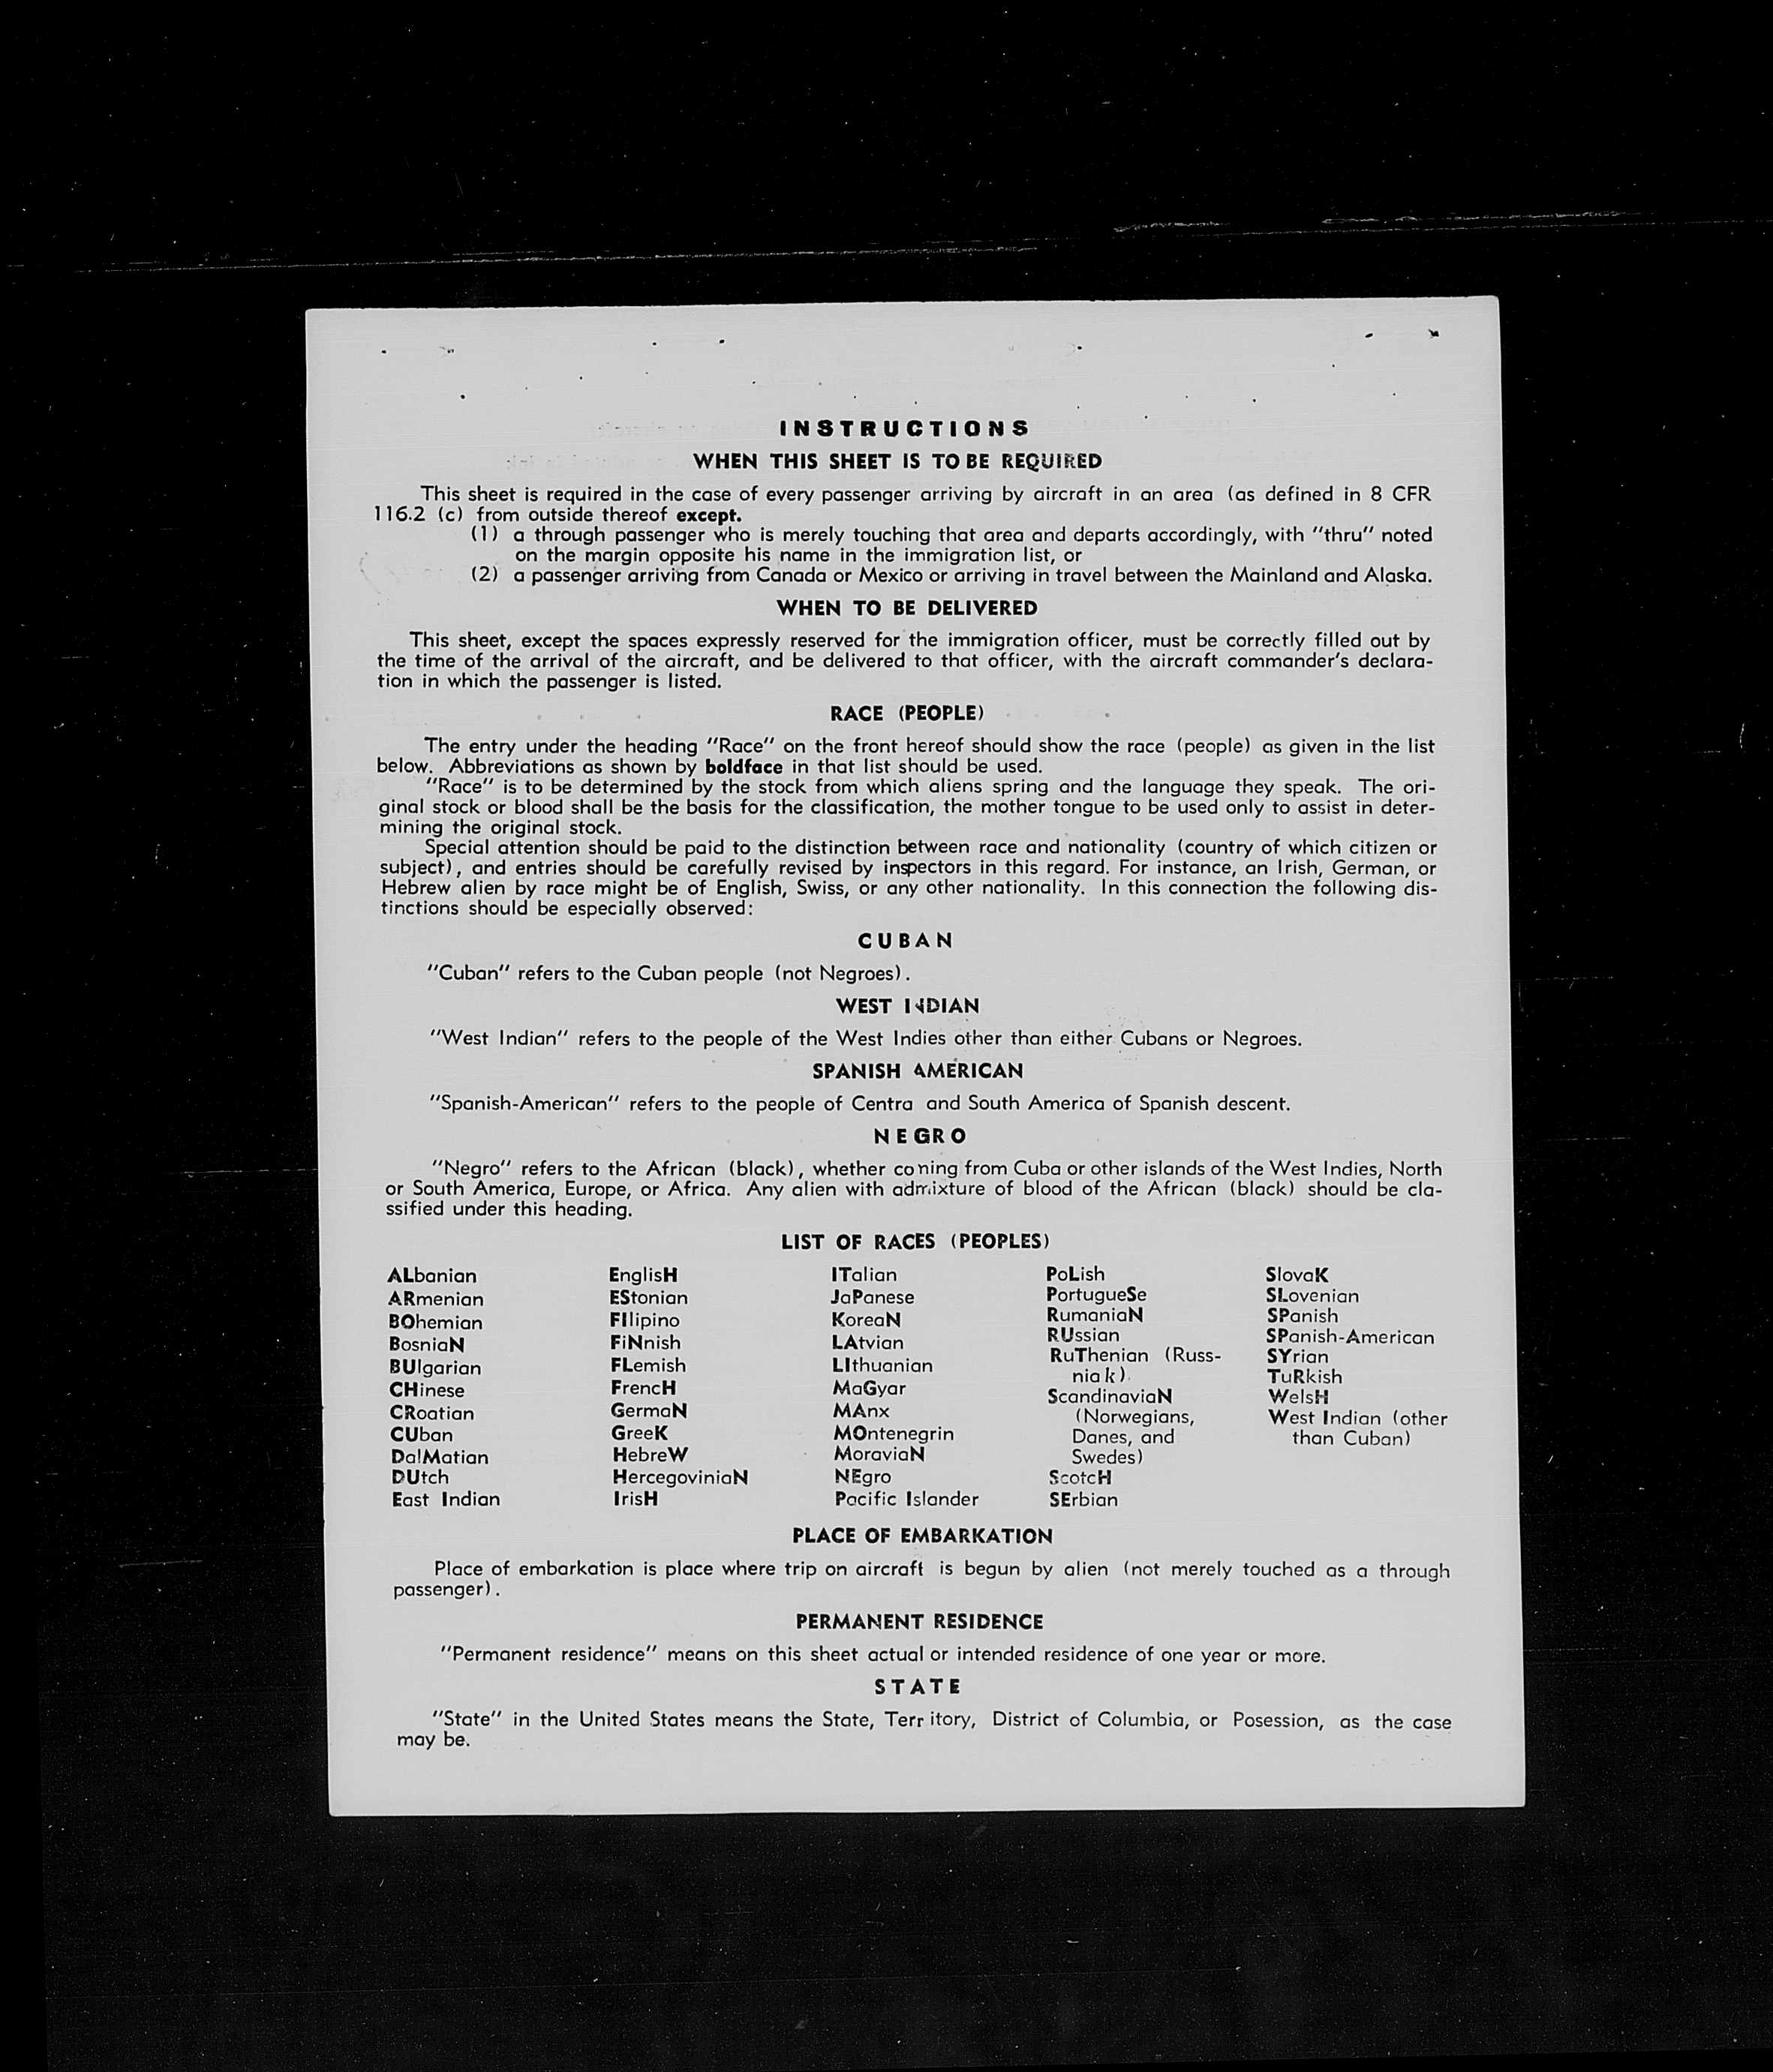 INSTRUCTIONS
WHEN THIS SHEET IS TO BE REQUIRED
This sheet is required in the case of every passenger arriving by aircraft in an area (as defined in 8 CFR
116.2 (c) from outside thereof except.
(1) a through passenger who is merely touching that area and departs accordingly, with "thru" noted
on the margin opposite his name in the immigration list, or
(2) a passenger arriving from Canada or Mexico or arriving in travel between the Mainland and Alaska.
WHEN TO BE DELIVERED
This sheet, except the spaces expressly reserved for the immigration officer, must be correctly filled out by
the time of the arrival of the aircraft, and be delivered to that officer, with the aircraft commander's declara-
tion in which the passenger is listed.
RACE (PEOPLE)
The entry under the heading "Race" on the front hereof should show the race (people) as given in the list
below. Abbreviations as shown by boldface in that list should be used.
"Race" is to be determined by the stock from which aliens spring and the language they speak. The ori-
ginal stock or blood shall be the basis for the classification, the mother tongue to be used only to assist in deter-
mining the original stock.
Special attention should be paid to the distinction between race and nationality (country of which citizen or
subject), and entries should be carefully revised by inspectors in this regard. For instance, an Irish, German, or
Hebrew alien by race might be of English, Swiss, or any other nationality. In this connection the following dis-
tinctions should be especially observed:
CUBAN
"Cuban" refers to the Cuban people (not Negroes).
WEST INDIAN
"West Indian" refers to the people of the West Indies other than either Cubans or Negroes.
SPANISH AMERICAN
"Spanish-American" refers to the people of Centra and South America of Spanish descent.
NEGRO
"Negro" refers to the African (black), whether coming from Cuba or other islands of the West Indies, North
or South America, Europe, or Africa. Any alien with admixture of blood of the African (black) should be cla-
ssified under this heading.
LIST OF RACES (PEOPLES)
ALbanian
ARmenian
BOhemian
BosniaN
BUlgarian
CHinese
CRoatian
CUban
DalMatian
DUtch
East Indian
EnglisH
EStonian
FIlipino
FiNnish
FLemish
FrencH
GermaN
GreeK
HebreW
HercegoviniaN
IrisH
ITalian
JaPanese
KoreaN
LAtvian
LIthuanian
MaGyar
MAnx
MOntenegrin
MoraviaN
NEgro
Pacific Islander
PoLish
PortugueSe
RumaniaN
RUssian
RuThenian (Russ-
niak)
ScandinaviaN
(Norwegians,
Danes, and
Swedes)
ScotcH
SErbian
SlovaK
SLovenian
SPanish
SPanish-American
SYrian
TuRkish
WelsH
West Indian (other
than Cuban)
PLACE OF EMBARKATION
Place of embarkation is place where trip on aircraft is begun by alien (not merely touched as a through
passenger).
PERMANENT RESIDENCE
"Permanent residence" means on this sheet actual or intended residence of one year or more.
STATE
"State" in the United States means the State, Territory, District of Columbia, or Posession, as the case
may be.